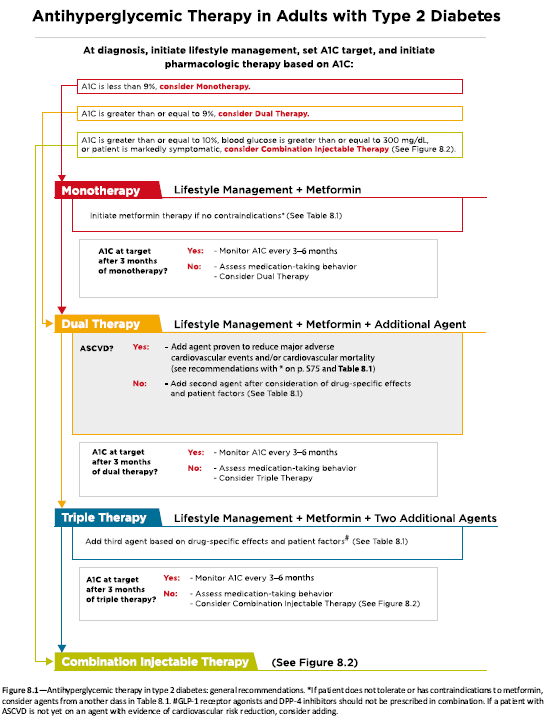 Antihyperglycemic Therapy in Adults with Type 2 Diabetes
At diagnosis, initiate lifestyle management, set A1C target, and initiate
pharmacologic therapy based on A1C:
A1C is less than 9%, consider Monotherapy.
A1C is greater than or equal to 9%, consider Dual Therapy.
A1C is greater than or equal to 10%, blood glucose is greater than or equal to 300 mg/dL,
or patient is markedly symptomatic, consider Combination Injectable Therapy (See Figure 8.2).
Monotherapy Lifestyle Management + Metformin
Initiate metformin therapy if no contraindications* (See Table 8.1)
A1C at target
after 3 months
of monotherapy?
Yes: - Monitor A1C every 3–6 months
No: - Assess medication-taking behavior
- Consider Dual Therapy
Dual Therapy Lifestyle Management + Metformin + Additional Agent
ASCVD? Yes: - Add agent proven to reduce major adverse
cardiovascular events and/or cardiovascular mortality
(see recommendations with * on p. S75 and Table 8.1)
No: - Add second agent after consideration of drug-specific effects
and patient factors (See Table 8.1)
A1C at target
after 3 months
of dual therapy?
Yes: - Monitor A1C every 3–6 months
No: - Assess medication-taking behavior
- Consider Triple Therapy
Triple Therapy Lifestyle Management + Metformin + Two Additional Agents
Add third agent based on drug-specific effects and patient factors# (See Table 8.1)
A1C at target
after 3 months
of triple therapy?
Yes: - Monitor A1C every 3–6 months
No: - Assess medication-taking behavior
- Consider Combination Injectable Therapy (See Figure 8.2)
Combination Injectable Therapy (See Figure 8.2)
Figure 8.1—Antihyperglycemic therapy in type 2 diabetes: general recommendations. *If patient does not tolerate or has contraindications to metformin,
consider agents from another class in Table 8.1. #GLP-1 receptor agonists and DPP-4 inhibitors should not be prescribed in combination. If a patient with
ASCVD is not yet on an agent with evidence of cardiovascular risk reduction, consider adding.